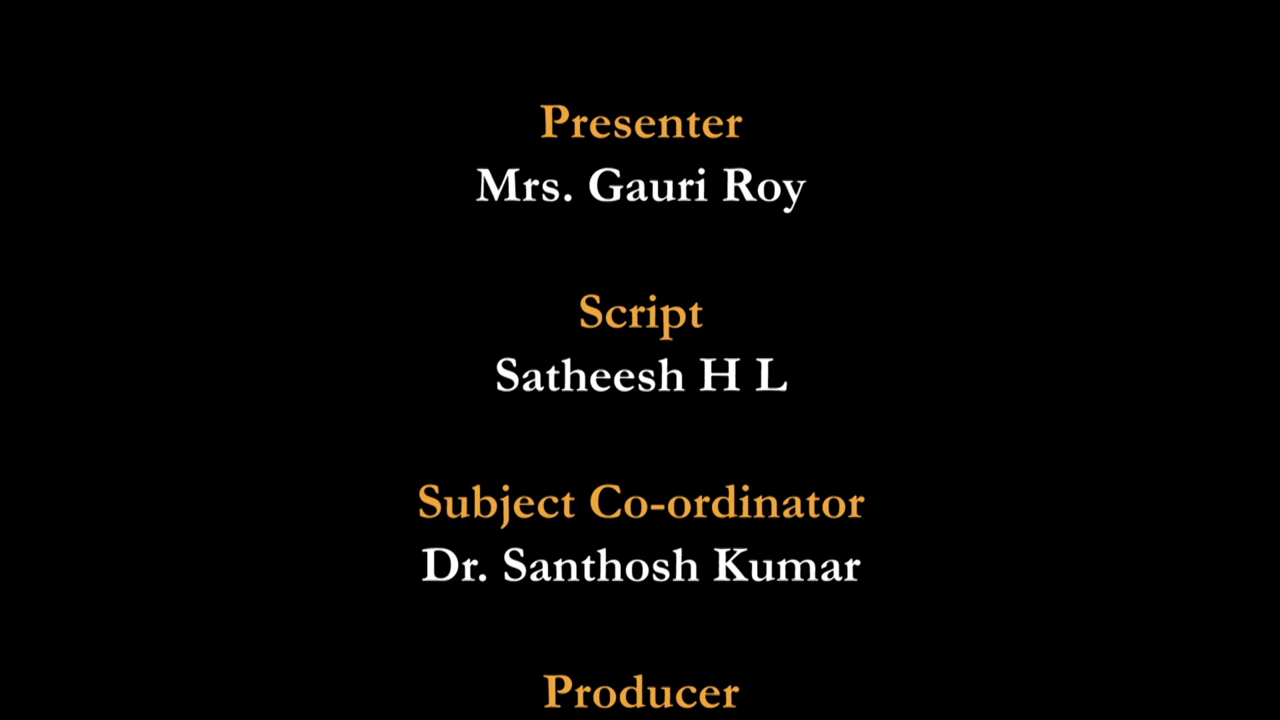 Presenter
Mrs. Gauri Roy
Script
Satheesh H L
Subject Co-ordinator
Dr. Santhosh Kumar
Producer